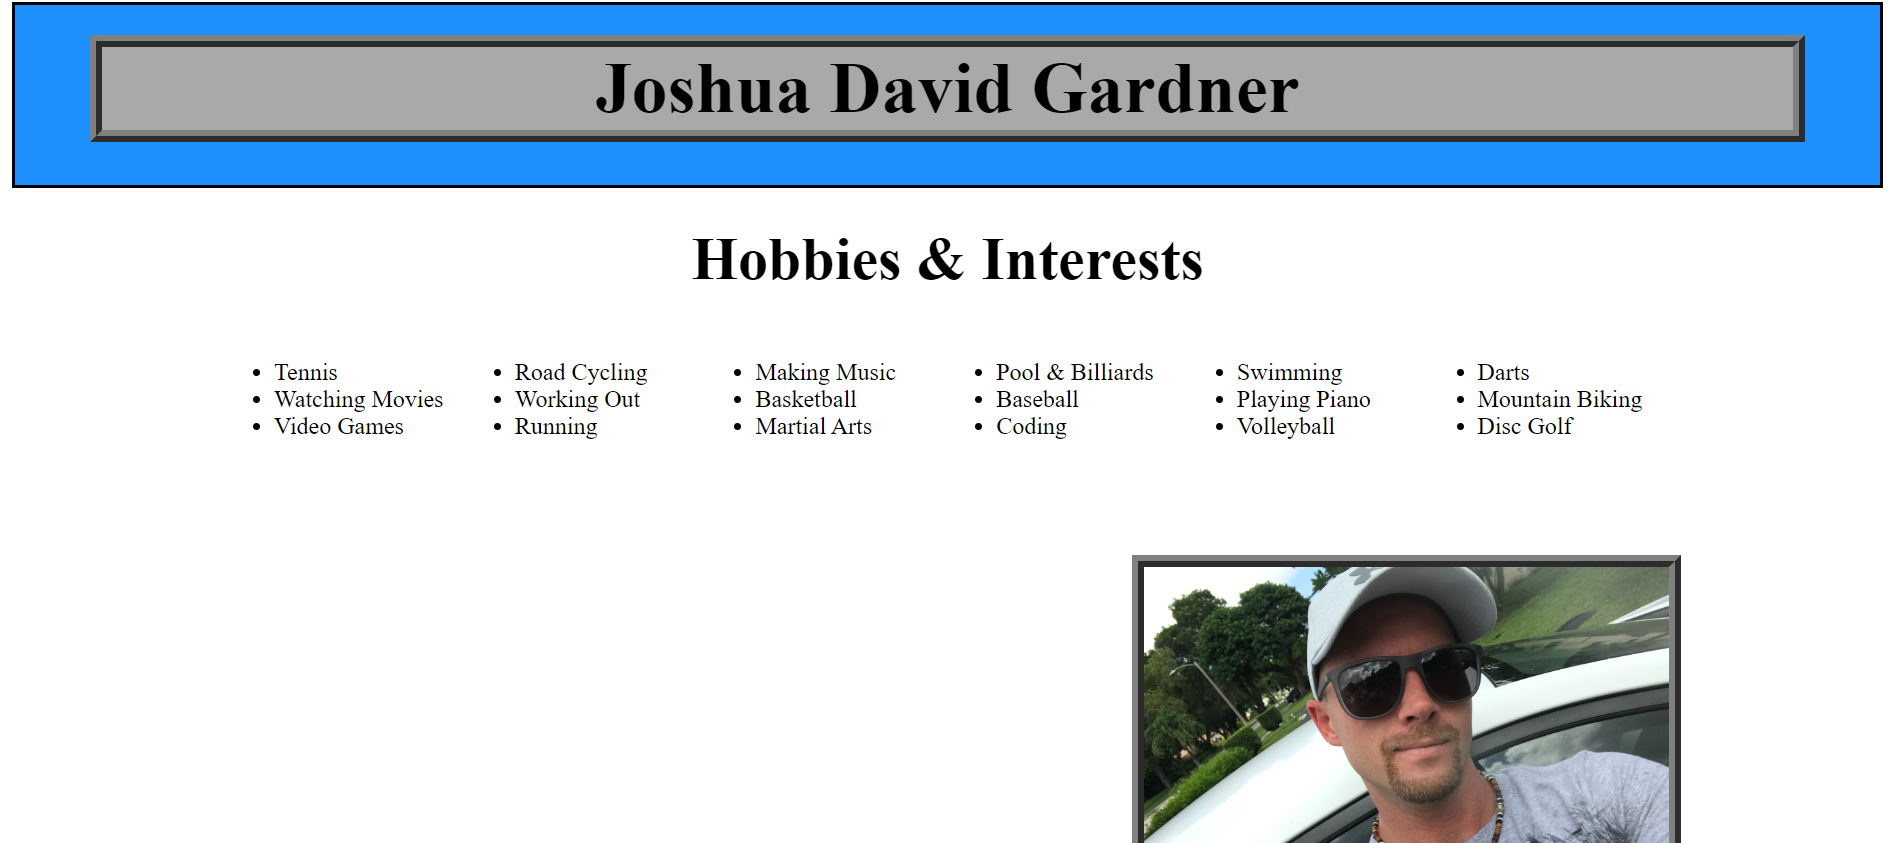 Joshua David Gardner
Hobbies & Interests
Tennis
Watching Movies
Video Games
Road Cycling
Working Out
Running
Making Music
Basketball
Martial Arts
Pool & Billiards
Baseball
Coding
Swimming
Playing Piano
Volleyball
Darts
Mountain Biking
Disc Golf